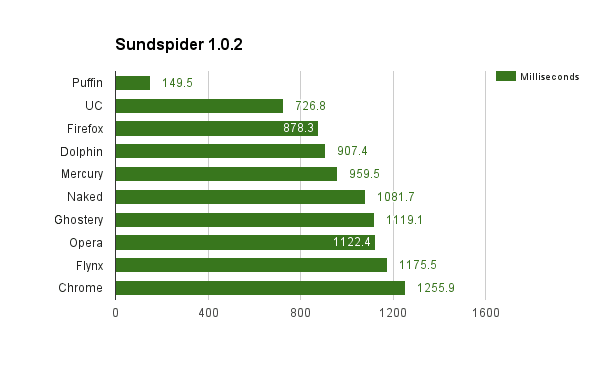 Sundspider 1.0.2
Milliseconds
Puffin 149.5
UC 726.8
Firefox 878.3
Dolphin 907.4
Mercury 959.5
Naked 1081.7
Ghostery 1119.1
Opera 1122.4
Flynx 1175.5
Chrome 1255.9
0 400 800 1200 1600